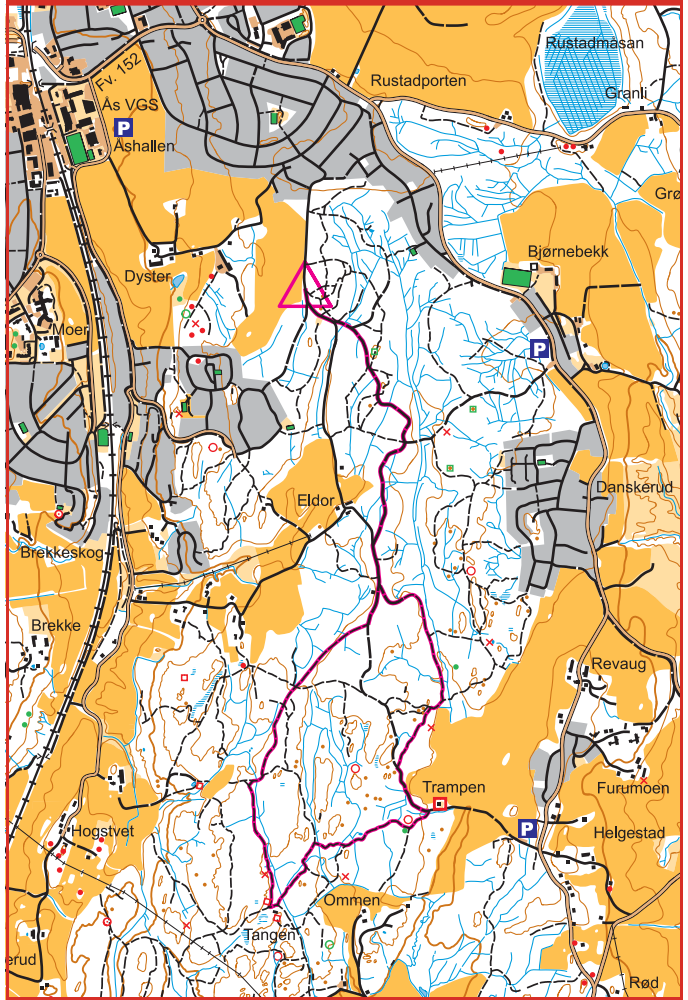 Rustadmåsan
Fv. 152
Rustadporten
Granli
Ås VGS
P
Åshallen
Grø
Bjørnebekk
Dyster
Moer
P
Danskerud
Eldor
Brekkeskog
Brekke
Revaug
Trampen
Furumoen
P
Hogstvet
Helgestad
Ommen
Tangen
erud
Rød